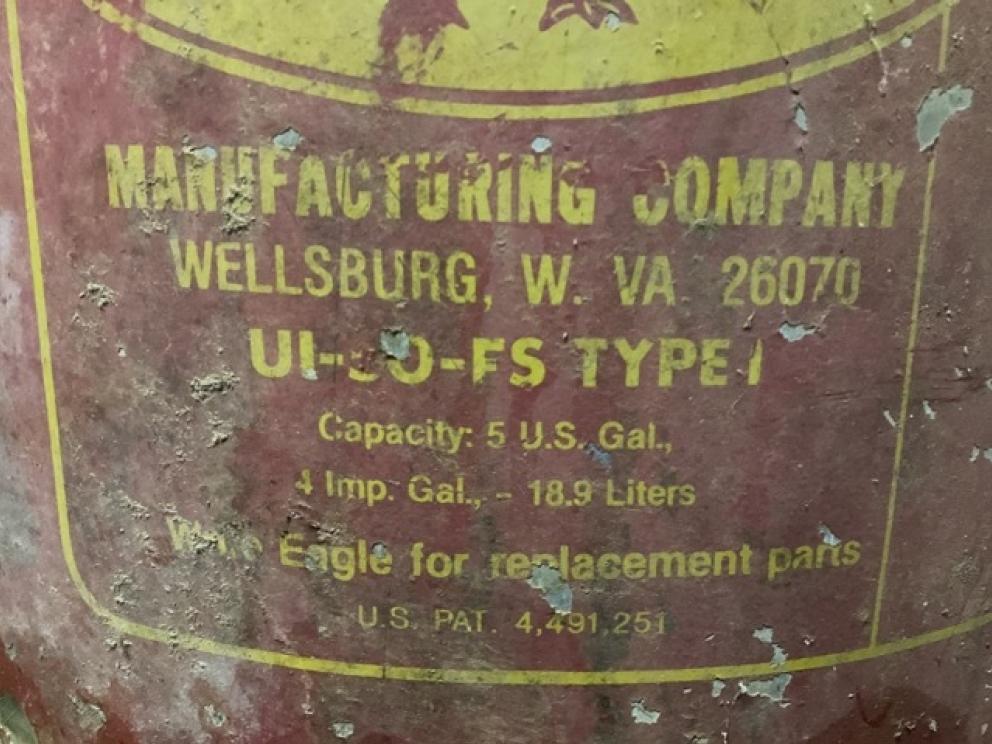 MANUFACTURING COMPANY
WELLSBURG, W. VA. 26070
TYPE I
Capacity: 5 U.S. Gal.,
4 Imp. Gal., - 18.9 Liters
Write Eagle for replacement parts
U.S. PAT. 4,491,251